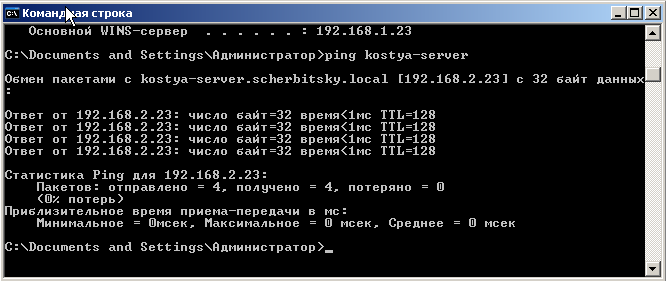 Командная строка
Основной WINS-сервер . . . . . . : 192.168.1.23
C:\Documents and Settings\Администратор>ping kostya-server
Обмен пакетами с kostya-server.scherbitsky.local [192.168.2.23] с 32 байт данных
:
Ответ от 192.168.2.23: число байт=32 время<1мс TTL=128
Ответ от 192.168.2.23: число байт=32 время<1мс TTL=128
Ответ от 192.168.2.23: число байт=32 время<1мс TTL=128
Ответ от 192.168.2.23: число байт=32 время<1мс TTL=128
Статистика Ping для 192.168.2.23:
Пакетов: отправлено = 4, получено = 4, потеряно = 0
(0% потерь)
Приблизительное время приема-передачи в мс:
Минимальное = 0мсек, Максимальное = 0 мсек, Среднее = 0 мсек
C:\Documents and Settings\Администратор>_